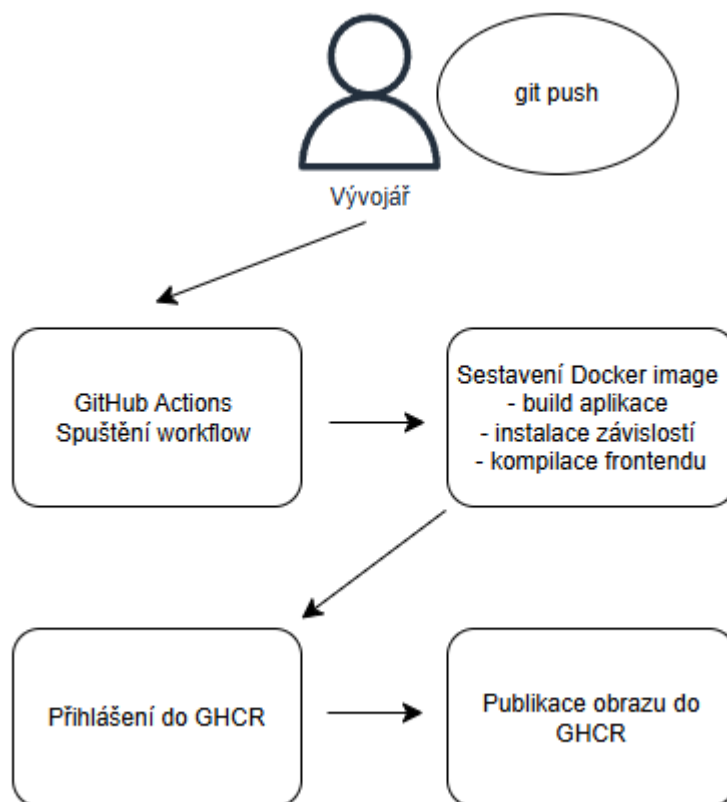 git push
Vývojář
GitHub Actions
Spuštění workflow
Sestavení Docker image
- build aplikace
- instalace závislostí
- kompilace frontendu
Přihlášení do GHCR
Publikace obrazu do
GHCR